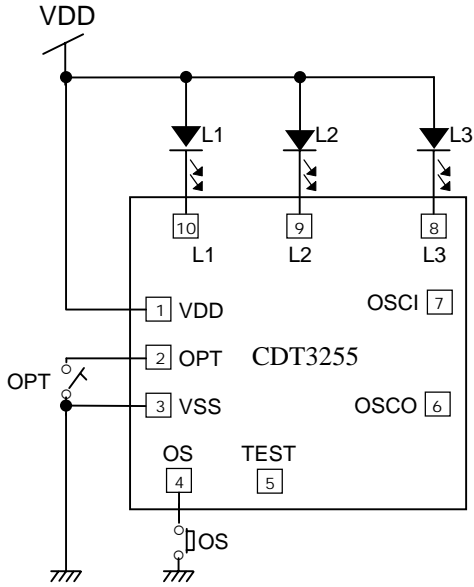 VDD
L1 L2 L3
10 9 8
L1 L2 L3
1 VDD OSCI 7
2 OPT CDT3255
OPT
3 VSS OSCO 6
OS TEST
4 5
OS